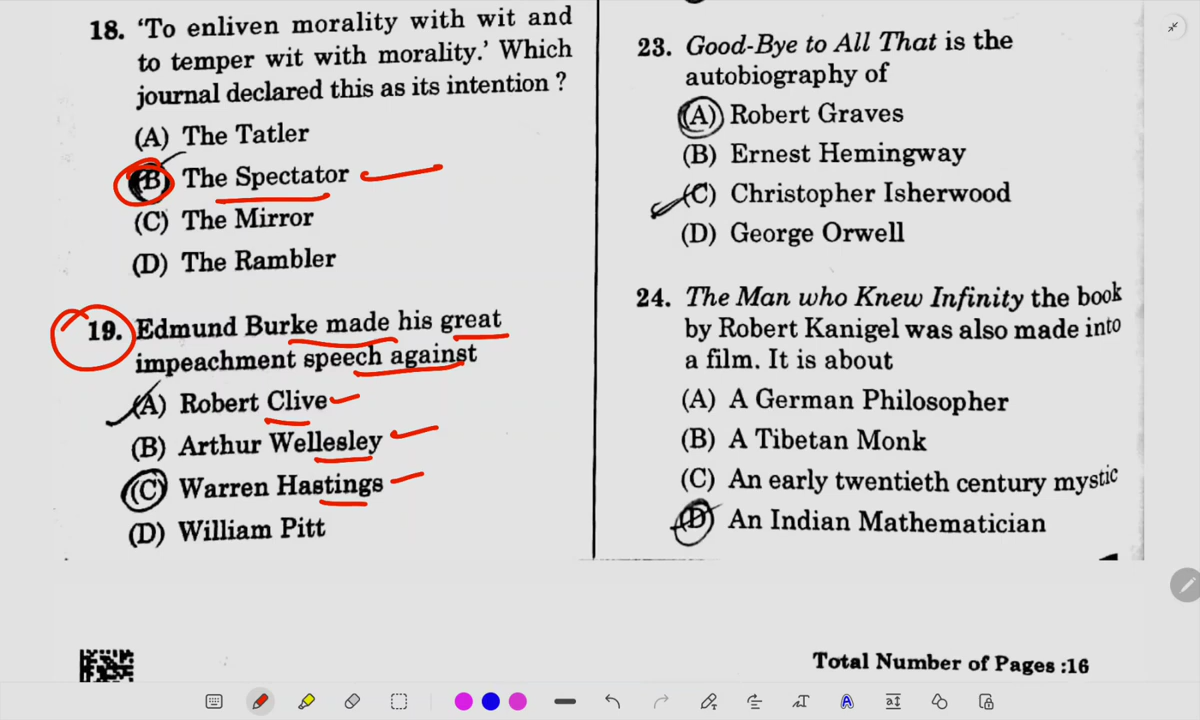 18. ‘To enliven morality with wit and
to temper wit with morality.’ Which
journal declared this as its intention ?
(A) The Tatler
(B) The Spectator
(C) The Mirror
(D) The Rambler
19. Edmund Burke made his great
impeachment speech against
(A) Robert Clive
(B) Arthur Wellesley
(C) Warren Hastings
(D) William Pitt
23. Good-Bye to All That is the
autobiography of
(A) Robert Graves
(B) Ernest Hemingway
(C) Christopher Isherwood
(D) George Orwell
24. The Man who Knew Infinity the book
by Robert Kanigel was also made into
a film. It is about
(A) A German Philosopher
(B) A Tibetan Monk
(C) An early twentieth century mystic
(D) An Indian Mathematician
Total Number of Pages :16